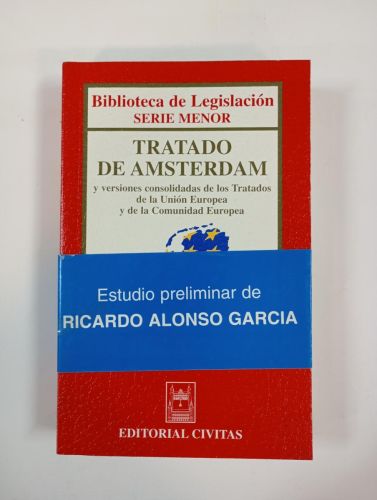 Biblioteca de Legislación
SERIE MENOR
TRATADO
DE AMSTERDAM
y versiones consolidadas de los Tratados
de la Unión Europea
y de la Comunidad Europea
Estudio preliminar de
RICARDO ALONSO GARCIA
EDITORIAL CIVITAS